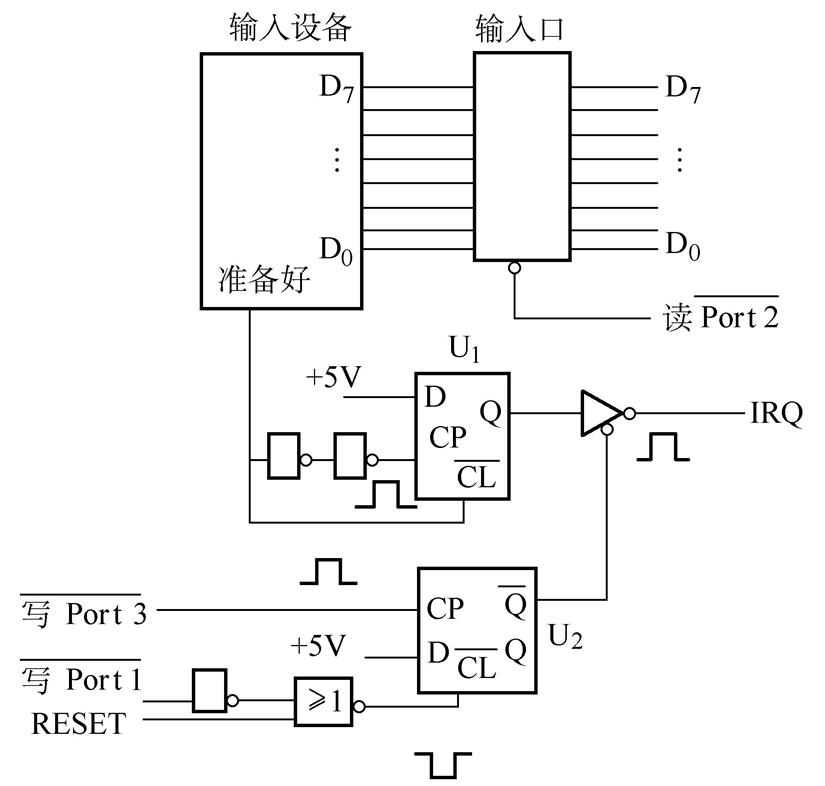 输入设备
输入口
D7
D7
⋮
⋮
D0
D0
准备好
读 Port 2
U1
+5V
D
Q
IRQ
CP
CL
写 Port 3
CP
Q
U2
+5V
D
CL
Q
写 Port 1
≥1
RESET